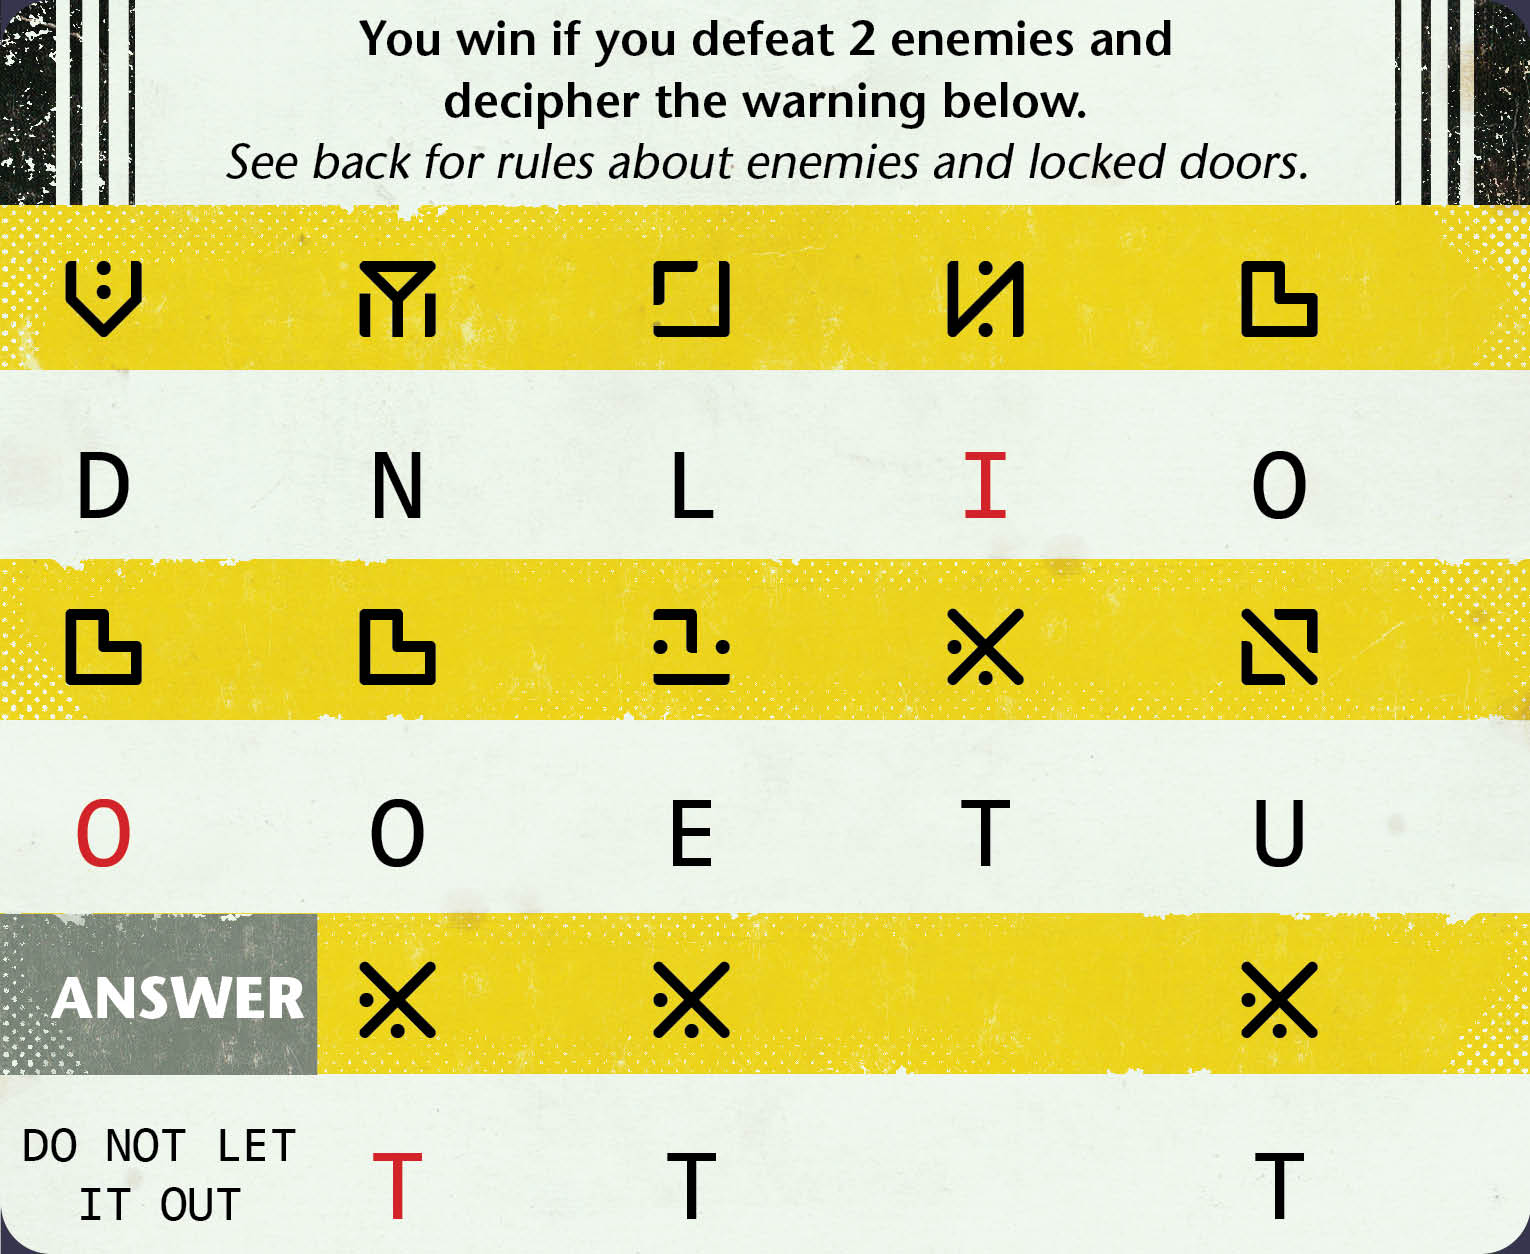 You win if you defeat 2 enemies and
decipher the warning below.
See back for rules about enemies and locked doors.
D N L I O
O O E T U
ANSWER
DO NOT LET
IT OUT
T T T